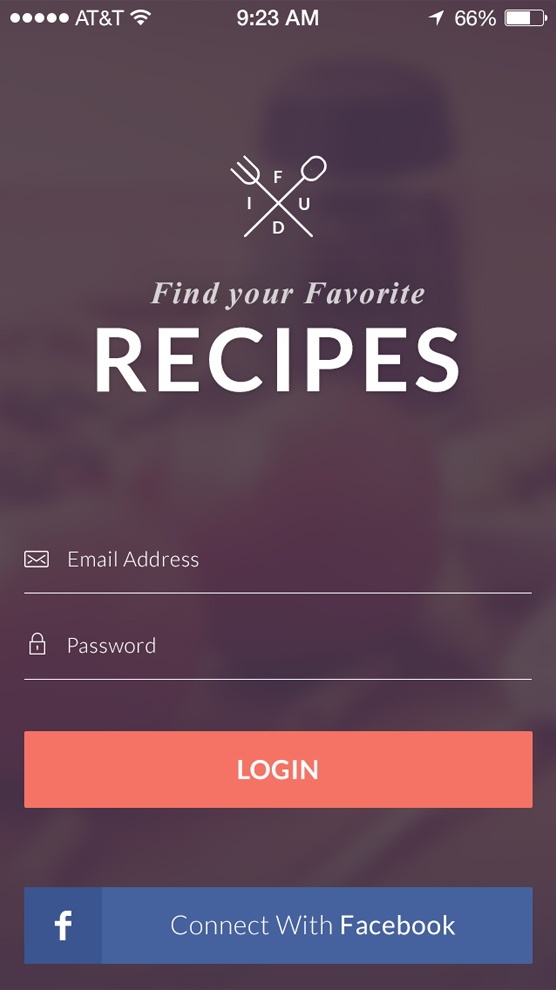 AT&T 9:23 AM 66%
F
I U
D
Find your Favorite
RECIPES
Email Address
Password
LOGIN
f Connect With Facebook